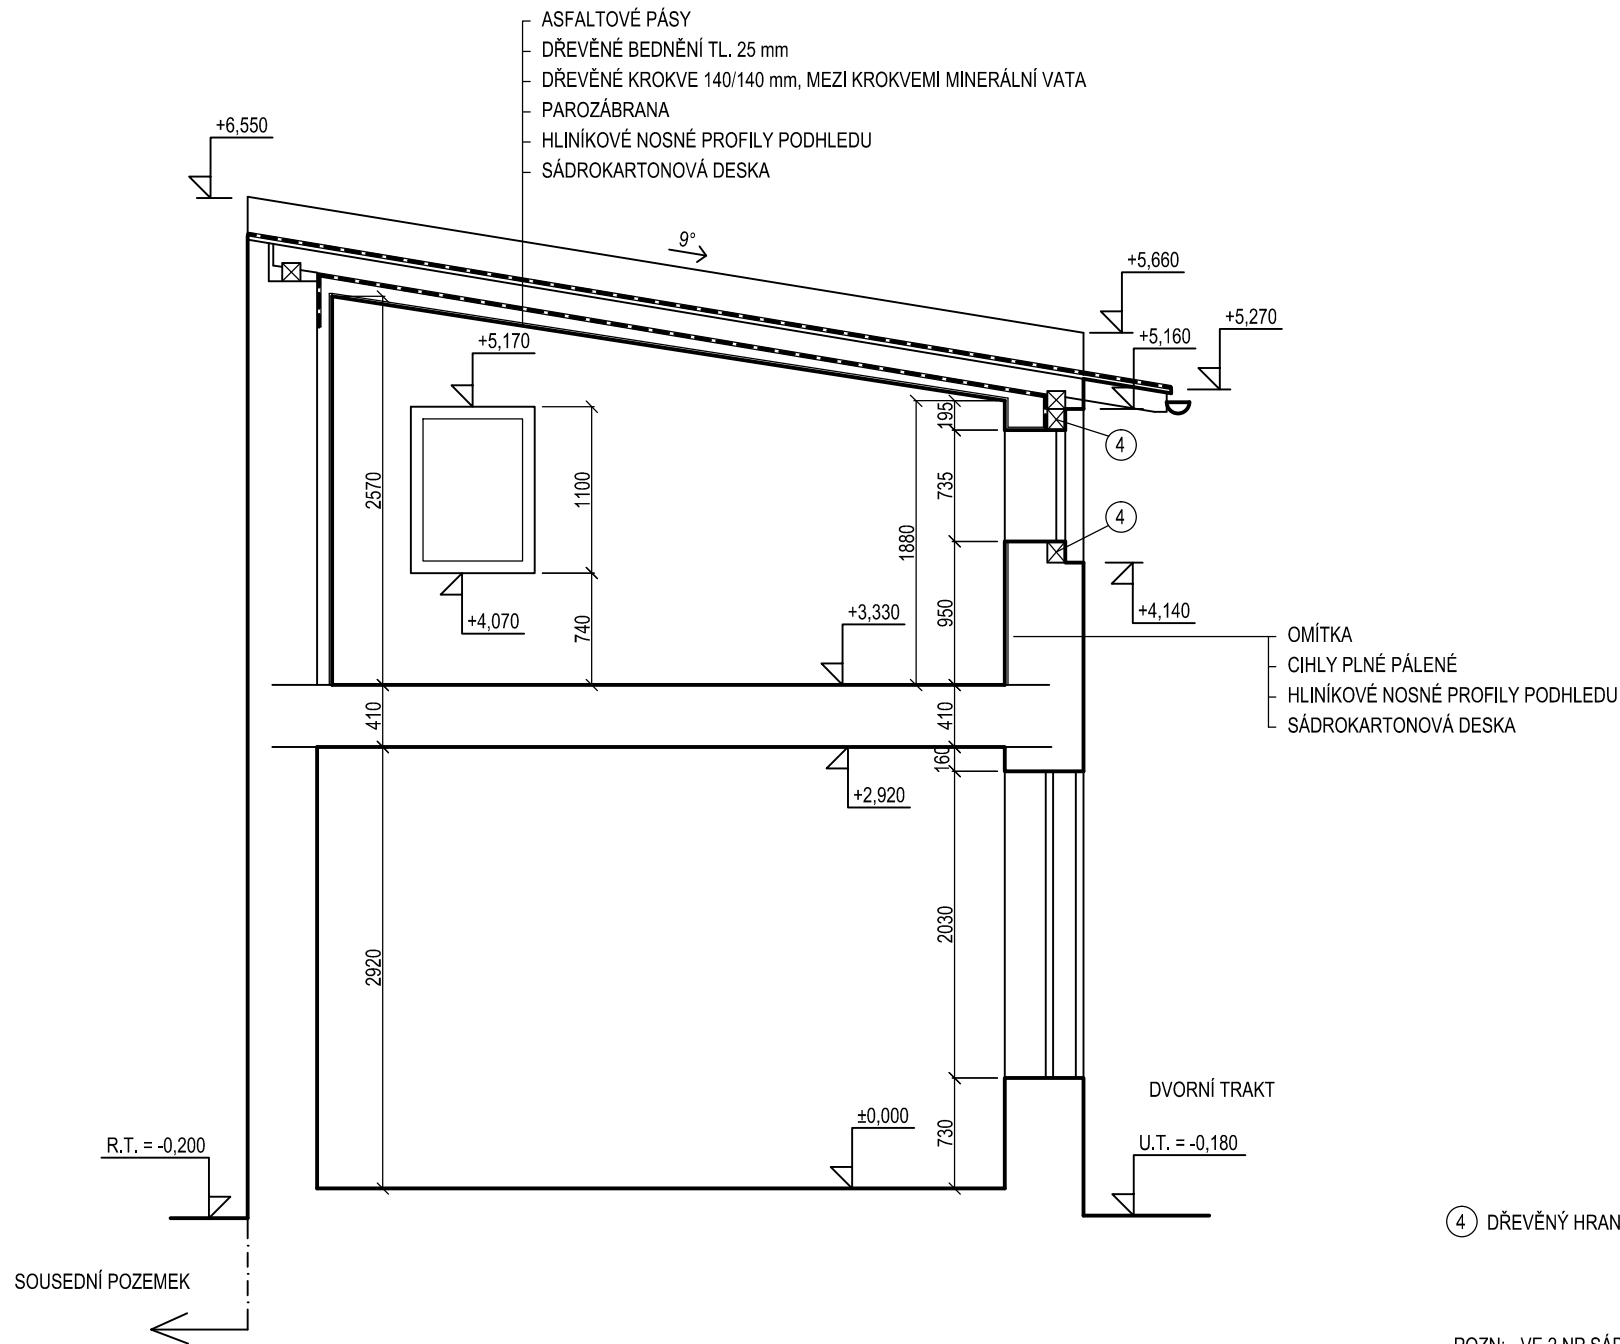 ASFALTOVÉ PÁSY
DŘEVĚNÉ BEDNĚNÍ TL. 25 mm
DŘEVĚNÉ KROKVE 140/140 mm, MEZI KROKVEMI MINERÁLNÍ VATA
PAROZÁBRANA
HLINÍKOVÉ NOSNÉ PROFILY PODHLEDU
SÁDROKARTONOVÁ DESKA
+6,550
9°
+5,660
+5,270
+5,160
+5,170
195
4
2570
1100
735
4
1880
+4,070
740
+3,330
950
+4,140
OMÍTKA
CIHLY PLNÉ PÁLENÉ
HLINÍKOVÉ NOSNÉ PROFILY PODHLEDU
SÁDROKARTONOVÁ DESKA
410
410
160
+2,920
2920
2030
DVORNÍ TRAKT
±0,000
730
R.T. = -0,200
U.T. = -0,180
4 DŘEVĚNÝ HRAN
SOUSEDNÍ POZEMEK